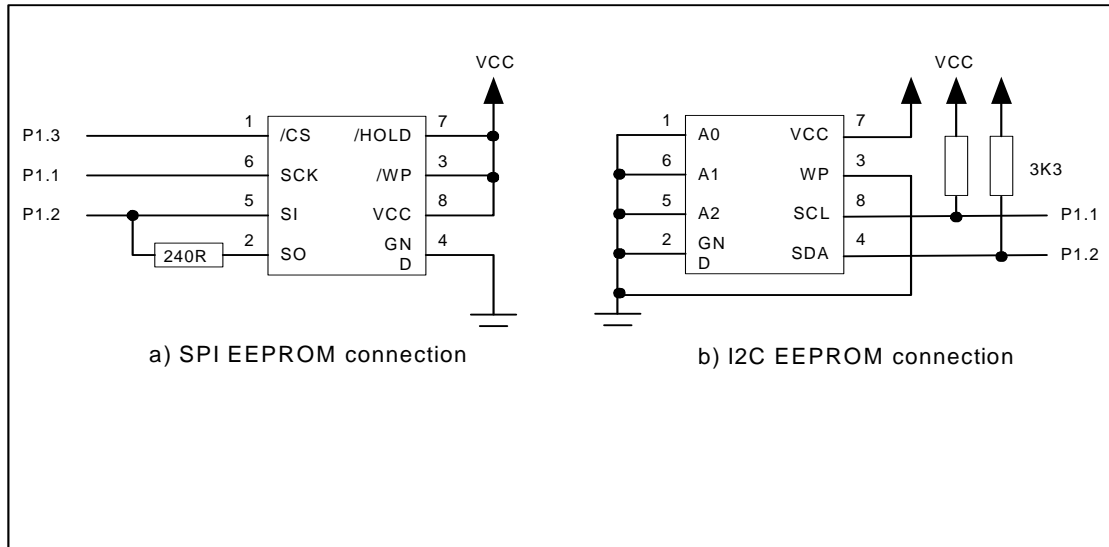 VCC
P1.3
1
/CS
/HOLD
7
P1.1
6
SCK
/WP
3
P1.2
5
SI
VCC
8
240R
2
SO
GN
D
4
a) SPI EEPROM connection
VCC
1
A0
VCC
7
6
A1
WP
3
3K3
5
A2
SCL
8
P1.1
2
GN
D
SDA
4
P1.2
b) I2C EEPROM connection